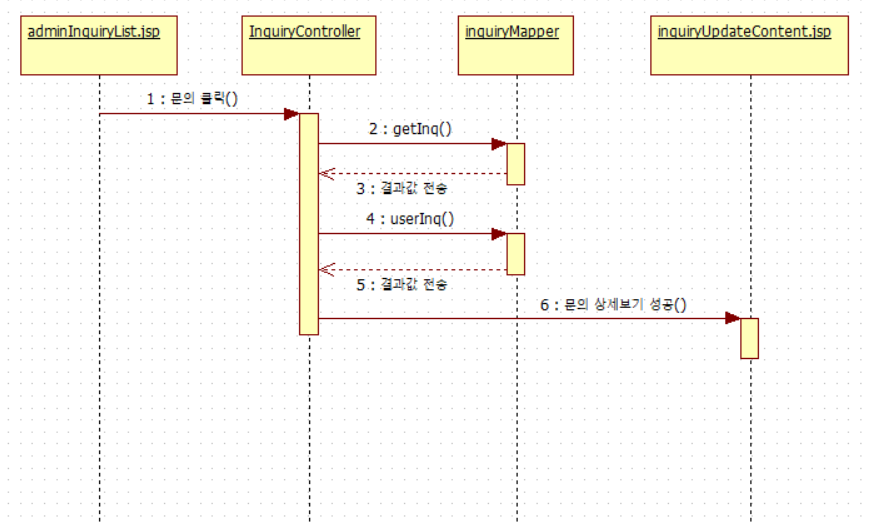 adminInquiryList.jsp
InquiryController
inquiryMapper
inquiryUpdateContent.jsp
1 : 문의 클릭()
2 : getInq()
3 : 결과값 전송
4 : userInq()
5 : 결과값 전송
6 : 문의 상세보기 성공()